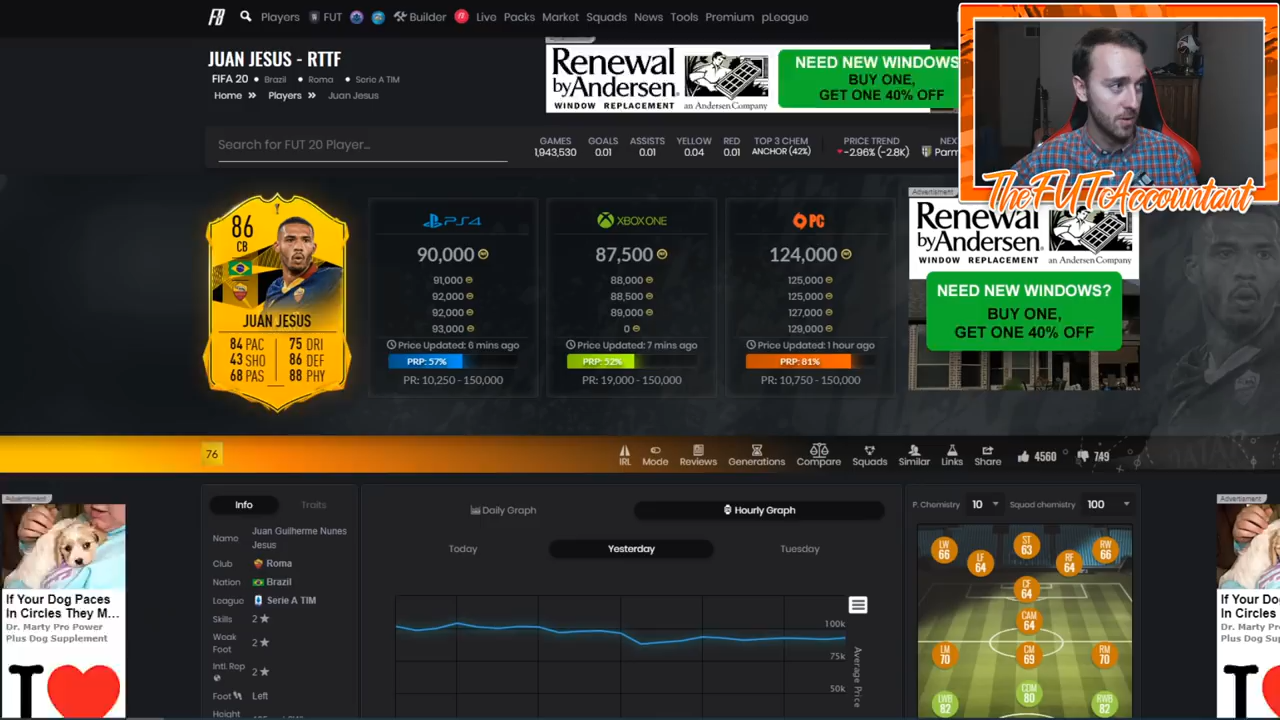 F8 Players FUT Builder Live Packs Market Squads News Tools Premium pLeague
JUAN JESUS - RTTF
FIFA 20 Brazil Roma Serie A TIM
Home Players Juan Jesus
Renewal
by Andersen
WINDOW REPLACEMENT an Andersen Company
NEED NEW WINDOWS
BUY ONE,
GET ONE 40% OFF
Search for FUT 20 Player...
GAMES GOALS ASSISTS YELLOW RED TOP 3 CHEM PRICE TREND
1,943,530 0.01 0.01 0.04 0.01 ANCHOR (42%) -2.96% (-2.8K)
TheFUTAccountant
86
CB
JUAN JESUS
84 PAC 75 DRI
43 SHO 86 DEF
68 PAS 88 PHY
PS4
90,000
91,000
92,000
92,000
93,000
Price Updated: 6 mins ago
PRP: 57%
PR: 10,250 - 150,000
XBOX ONE
87,500
88,000
88,500
89,000
0
Price Updated: 7 mins ago
PRP: 52%
PR: 19,000 - 150,000
PC
124,000
125,000
125,000
127,000
129,000
Price Updated: 1 hour ago
PRP: 81%
PR: 10,750 - 150,000
Advertisment
Renewal
by Andersen
WINDOW REPLACEMENT an Andersen Company
NEED NEW WINDOWS?
BUY ONE,
GET ONE 40% OFF
76
IRL Mode Reviews Generations Compare Squads Similar Links Share 4560 749
Advertisment
If Your Dog Paces
In Circles They M...
Dr. Marty Pro Power
Plus Dog Supplement
I
Info Traits
Name Juan Guilherme Nunes
Jesus
Club Roma
Nation Brazil
League Serie A TIM
Skills 2
Weak
Foot 2
Intl. Rep 2
Foot Left
Height
Daily Graph Hourly Graph
Today Yesterday Tuesday
100k
75k
50k
Average Price
P. Chemistry 10 Squad chemistry 100
LW 66
LF 64
ST 63
RF 64
RW 66
CF 64
CAM 64
LM 70
CM 69
RM 70
LWB 82
CDM 80
RWB 82
Advertisment
If Your
In Circ
Dr. Mar
Plus Do
I